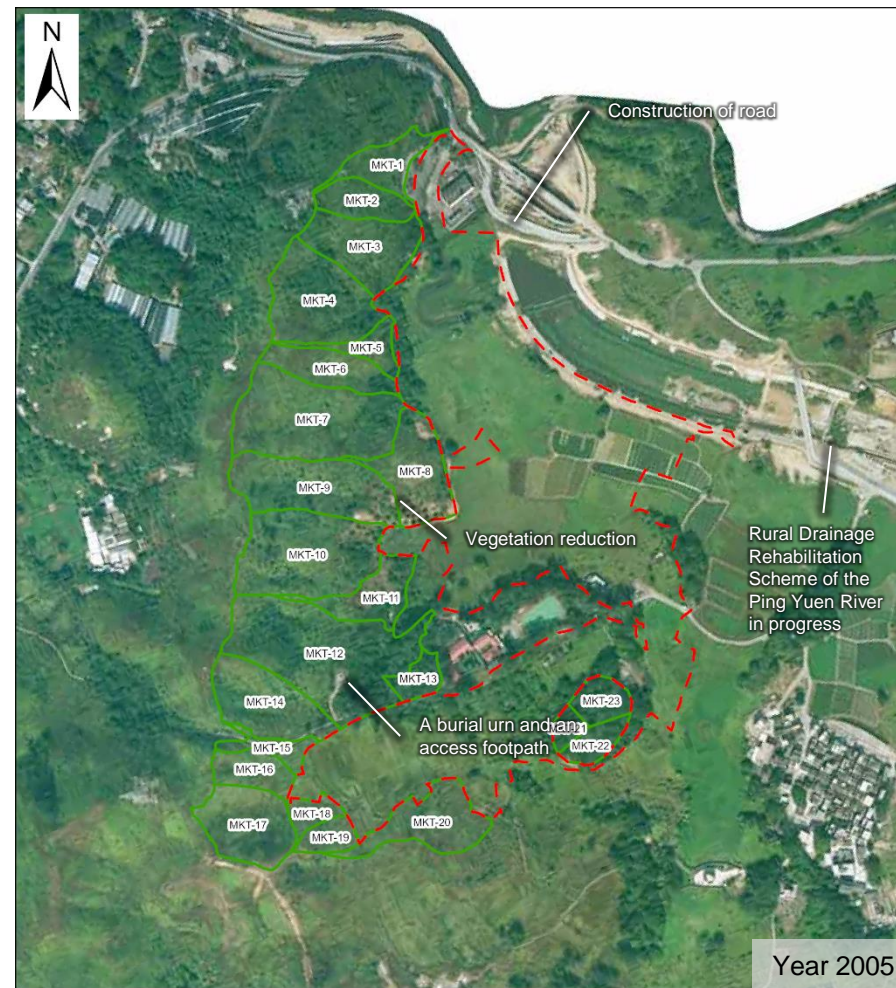 N
Construction of road
MKT-1
MKT-2
MKT-3
MKT-4
MKT-5
MKT-6
MKT-7
MKT-8
MKT-9
Vegetation reduction
Rural Drainage
Rehabilitation
Scheme of the
Ping Yuen River
in progress
MKT-10
MKT-11
MKT-12
MKT-13
MKT-14
A burial urn and an
access footpath
MKT-23
MKT-22
MKT-15
MKT-16
MKT-17
MKT-18
MKT-19
MKT-20
Year 2005